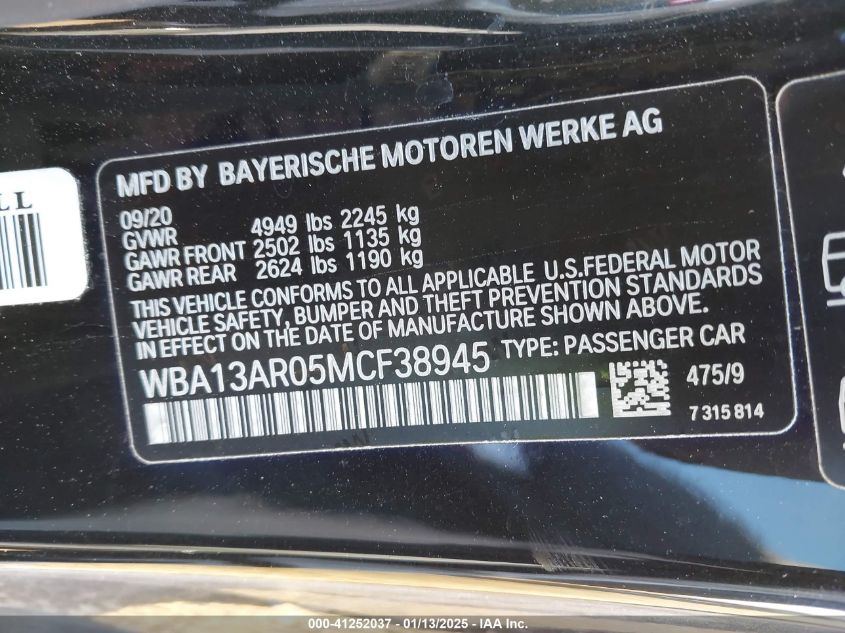 MFD BY BAYERISCHE MOTOREN WERKE AG
09/20
GVWR 4949 lbs 2245 kg
GAWR FRONT 2502 lbs 1135 kg
GAWR REAR 2624 lbs 1190 kg
THIS VEHICLE CONFORMS TO ALL APPLICABLE U.S.FEDERAL MOTOR
VEHICLE SAFETY, BUMPER AND THEFT PREVENTION STANDARDS
IN EFFECT ON THE DATE OF MANUFACTURE SHOWN ABOVE.
WBA13AR05MCF38945 TYPE: PASSENGER CAR
475/9
7315814
000-41252037 - 01/13/2025 - IAA Inc.